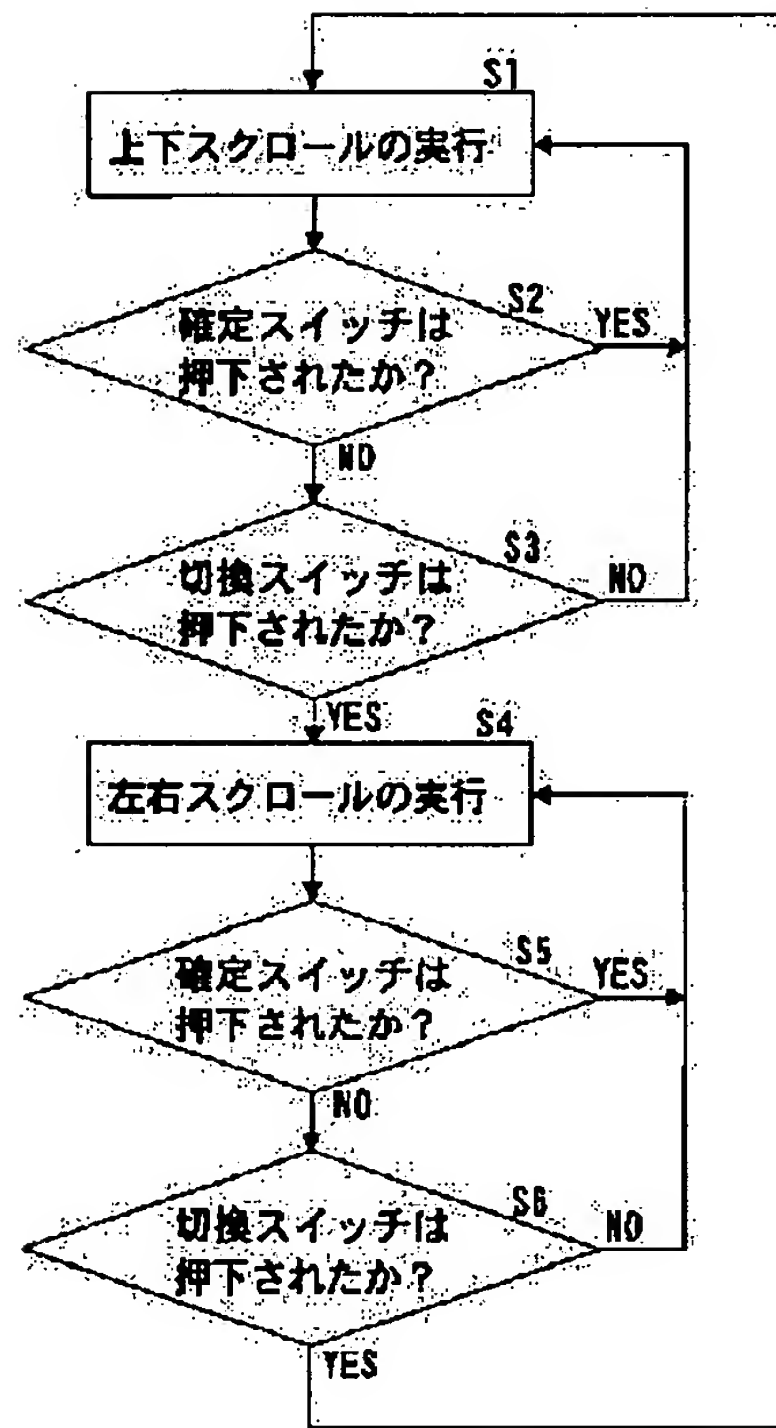 S1
上下スクロールの実行
S2
確定スイッチは
押下されたか？
YES
NO
S3
切換スイッチは
押下されたか？
NO
YES
S4
左右スクロールの実行
S5
確定スイッチは
押下されたか？
YES
NO
S6
切換スイッチは
押下されたか？
NO
YES